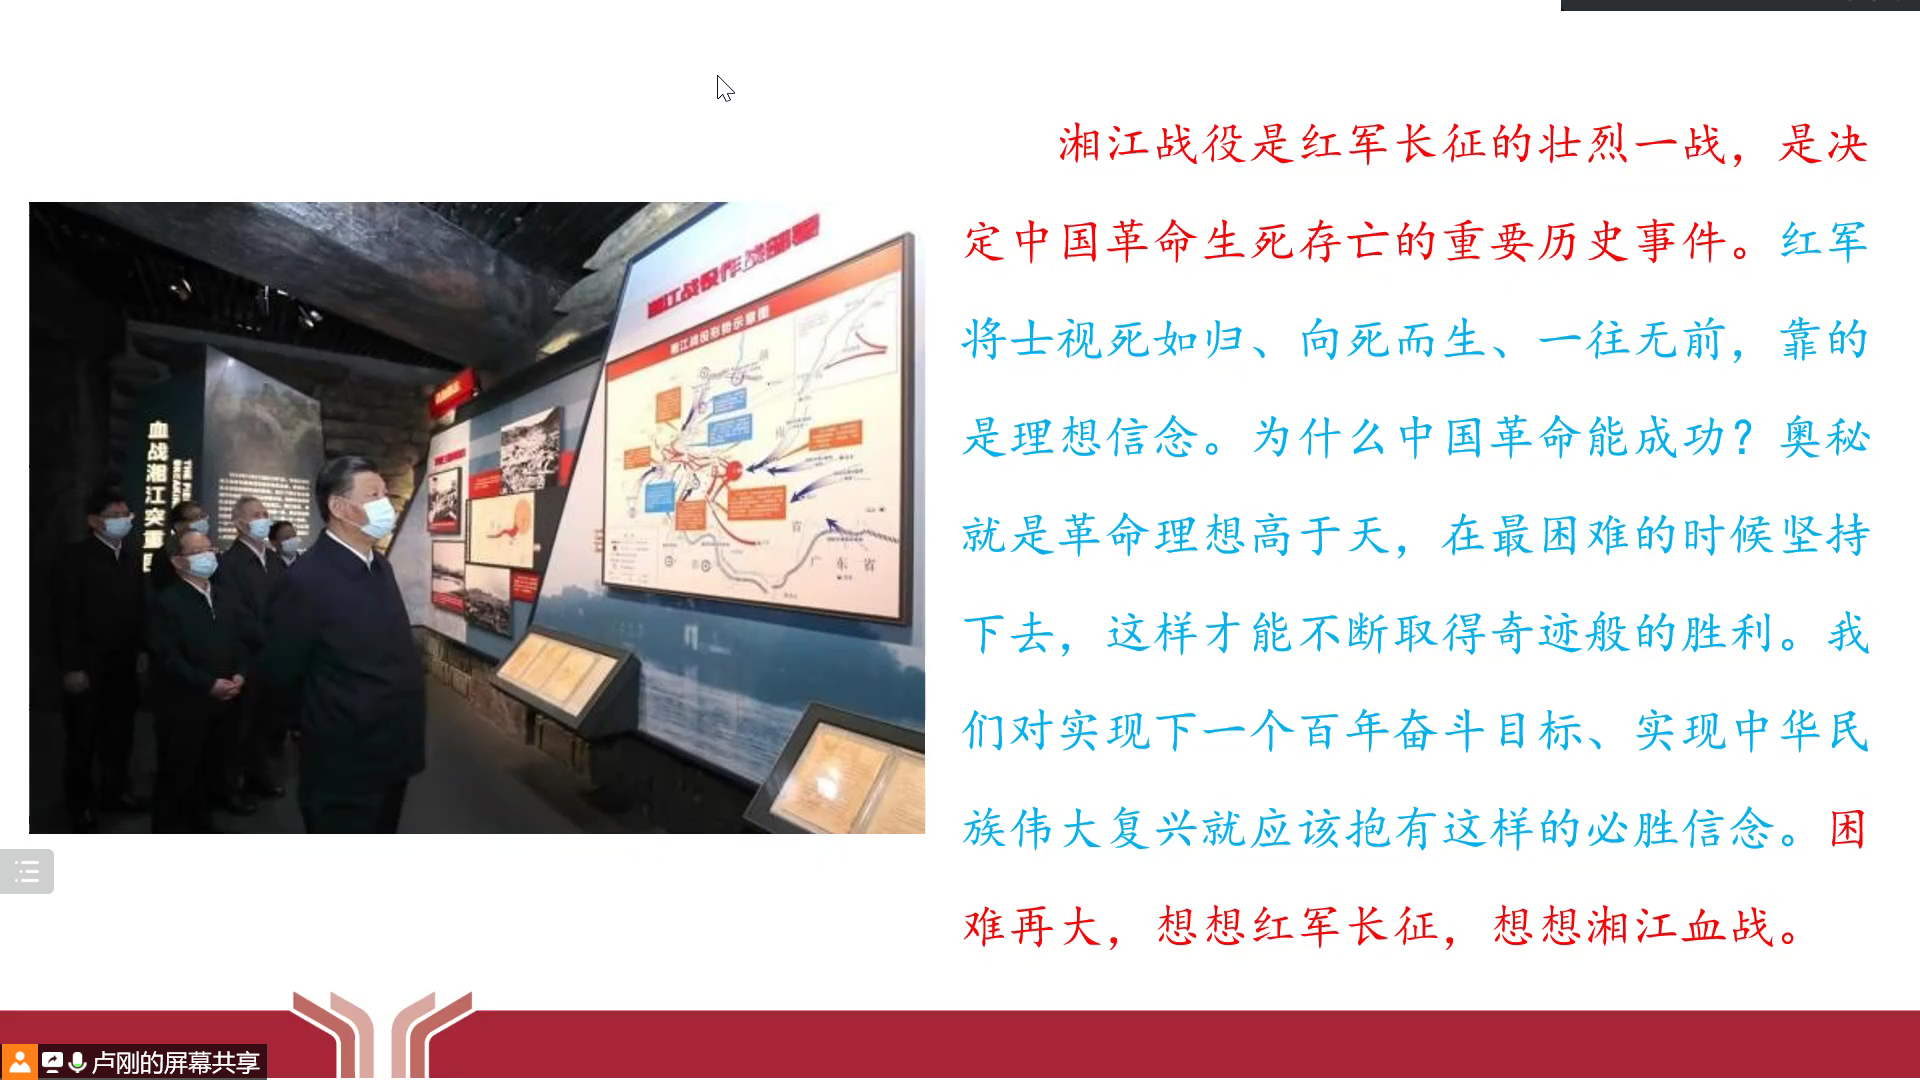 湘江战役是红军长征的壮烈一战，是决
定中国革命生死存亡的重要历史事件。红军
将士视死如归、向死而生、一往无前，靠的
是理想信念。为什么中国革命能成功？奥秘
就是革命理想高于天，在最困难的时候坚持
下去，这样才能不断取得奇迹般的胜利。我
们对实现下一个百年奋斗目标、实现中华民
族伟大复兴就应该抱有这样的必胜信念。困
难再大，想想红军长征，想想湘江血战。
湘江战役作战部署
湘江战役形势示意图
广东省
血战湘江突重围
卢刚的屏幕共享